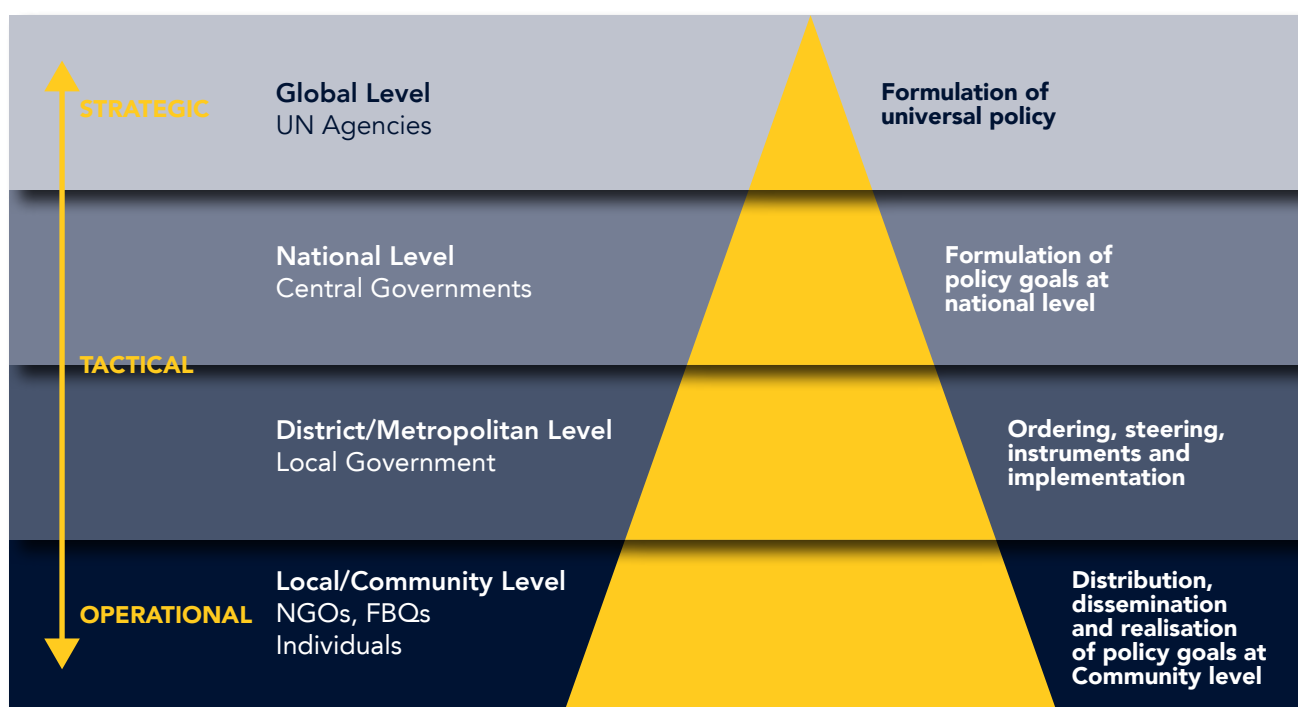 STRATEGIC
Global Level
UN Agencies
Formulation of
universal policy
National Level
Central Governments
Formulation of
policy goals at
national level
TACTICAL
District/Metropolitan Level
Local Government
Ordering, steering,
instruments and
implementation
OPERATIONAL
Local/Community Level
NGOs, FBQs
Individuals
Distribution,
dissemination
and realisation
of policy goals at
Community level